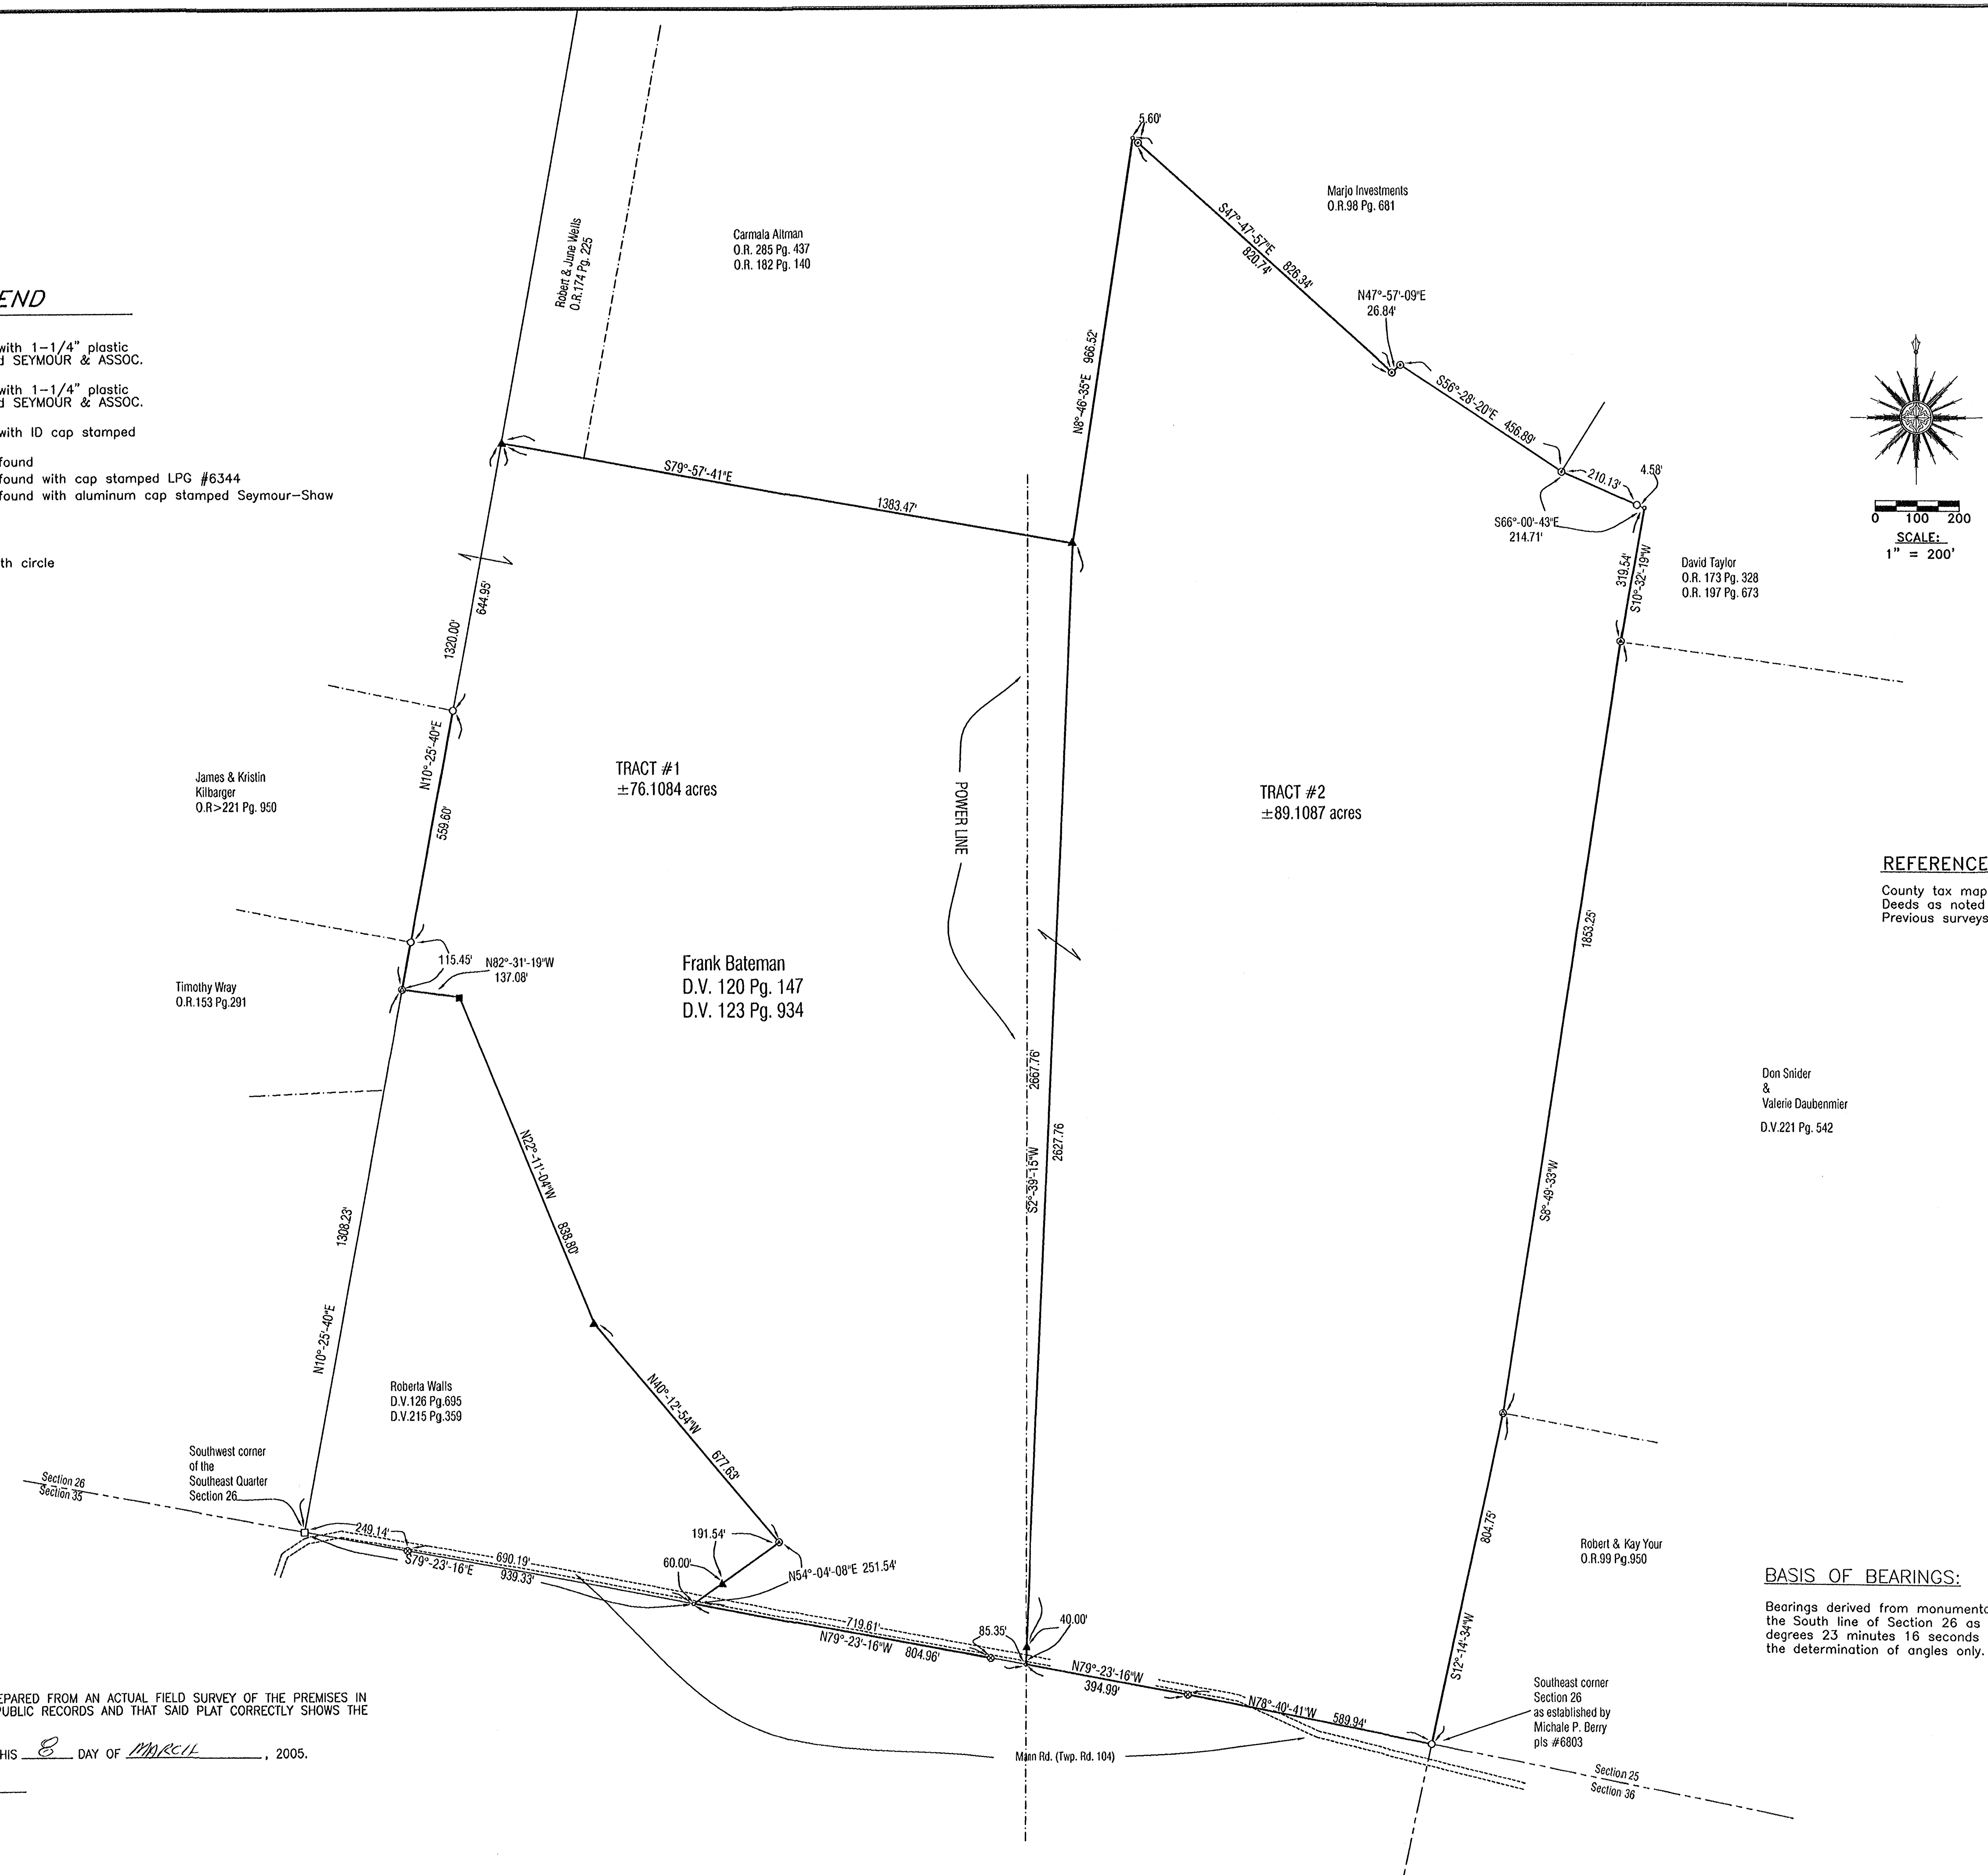 5.60'
Marjo Investments
O.R.98 Pg. 681
Robert & June Wells
O.R.174 Pg. 225
Carmala Altman
O.R. 285 Pg. 437
O.R. 182 Pg. 140
S47°-47'-57"E 826.34'
820.74'
N47°-57'-09"E
26.84'
END
with 1-1/4" plastic
d SEYMOUR & ASSOC.
with 1-1/4" plastic
d SEYMOUR & ASSOC.
with ID cap stamped
found
found with cap stamped LPG #6344
found with aluminum cap stamped Seymour-Shaw
th circle
N8°-46'-35"E 966.52'
S56°-28'-20"E 456.89'
210.13'
4.58'
S66°-00'-43"E
214.71'
0 100 200
SCALE:
1" = 200'
S79°-57'-41"E 1383.47'
319.54'
S10°-32'-19"W
David Taylor
O.R. 173 Pg. 328
O.R. 197 Pg. 673
644.95'
1320.00'
N10°-25'-40"E
559.60'
James & Kristin
Kilbarger
O.R>221 Pg. 950
TRACT #1
±76.1084 acres
POWER LINE
TRACT #2
±89.1087 acres
REFERENCE
County tax map
Deeds as noted
Previous surveys
1853.25'
S8°-49'-33"W
115.45'
N82°-31'-19"W
137.08'
Timothy Wray
O.R.153 Pg.291
Frank Bateman
D.V. 120 Pg. 147
D.V. 123 Pg. 934
2667.76'
S2°-39'-15"W
2627.76
Don Snider
&
Valerie Daubenmier
D.V.221 Pg. 542
N22°-11'-04"W 838.80'
1308.23'
N10°-25'-40"E
Roberta Walls
D.V.126 Pg.695
D.V.215 Pg.359
N40°-12'-54"W 677.63'
Southwest corner
of the
Southeast Quarter
Section 26
Section 26
Section 35
249.14'
690.19'
S79°-23'-16"E 939.33'
191.54'
60.00'
N54°-04'-08"E 251.54'
719.61'
N79°-23'-16"W 804.96'
85.35'
40.00'
N79°-23'-16"W
394.99'
N78°-40'-41"W 589.94'
804.75'
S12°-14'-34"W
Robert & Kay Your
O.R.99 Pg.950
BASIS OF BEARINGS:
Bearings derived from monumenta
the South line of Section 26 as
degrees 23 minutes 16 seconds
the determination of angles only.
Southeast corner
Section 26
as established by
Michale P. Berry
pls #6803
Mann Rd. (Twp. Rd. 104)
Section 25
Section 36
EPARED FROM AN ACTUAL FIELD SURVEY OF THE PREMISES IN
PUBLIC RECORDS AND THAT SAID PLAT CORRECTLY SHOWS THE
HIS 8 DAY OF MARCH, 2005.